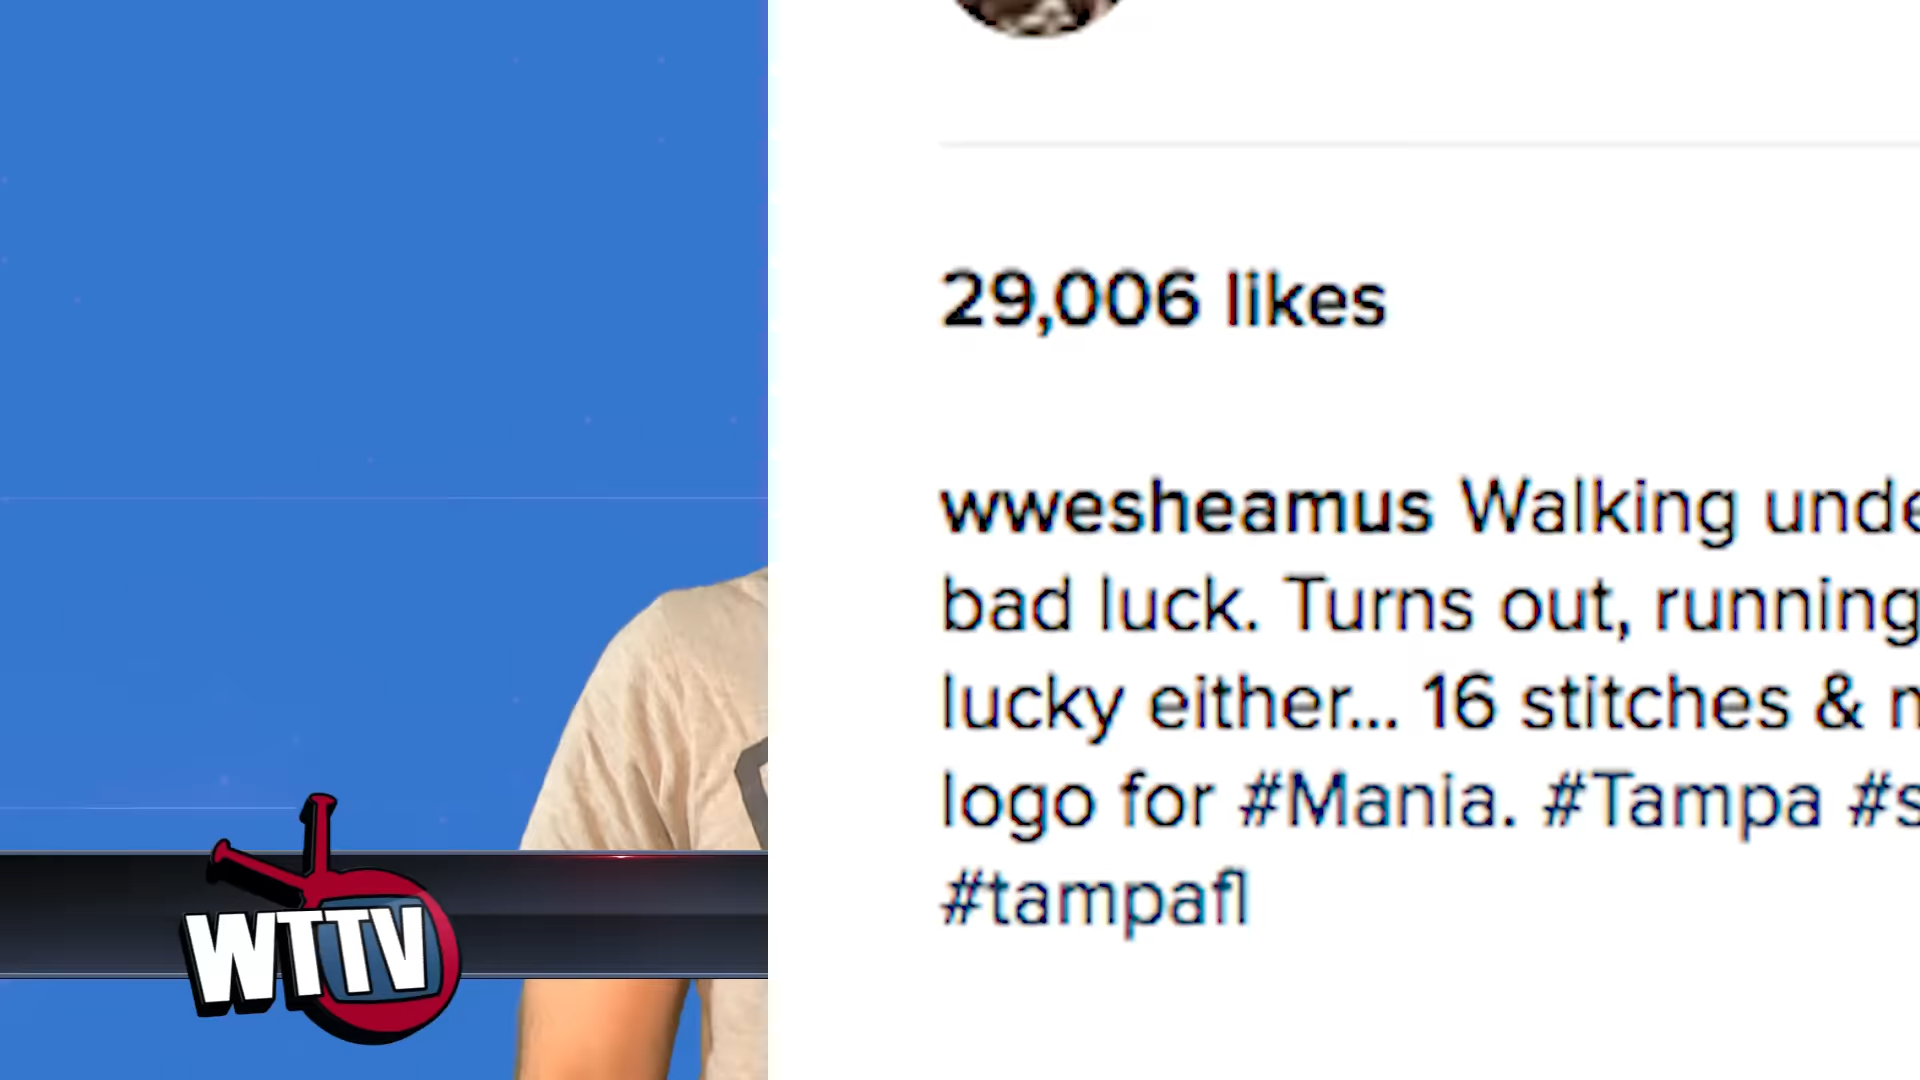 29,006 likes
wwesheamus Walking
bad luck. Turns out, running
lucky either... 16 stitches &
logo for #Mania. #Tampa
#tampafl
WTTV